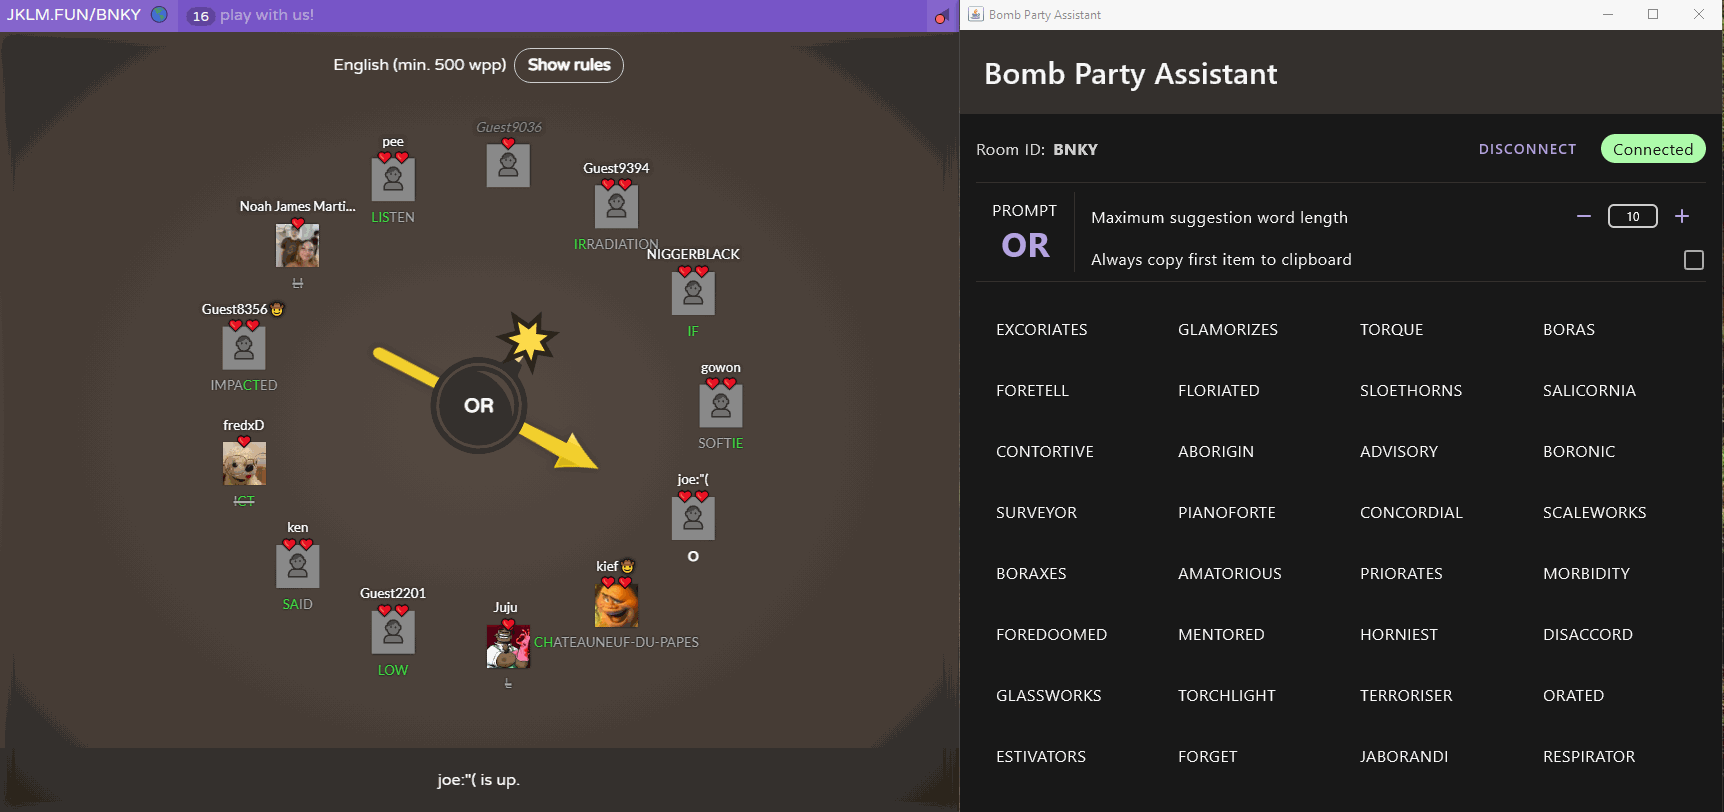 JKLM.FUN/BNKY
16 play with us!
English (min. 500 wpp) Show rules
Guest9036
pee
LISTEN
Guest9394
IRRADIATION
Noah James Marti...
LI
NIGGERBLACK
IF
Guest8356
IMPACTED
gowon
SOFTIE
OR
fredxD
ICT
joe:"(
O
ken
SAID
kief
CHATEAUNEUF-DU-PAPES
Guest2201
LOW
Juju
L
joe:"( is up.
Bomb Party Assistant
Bomb Party Assistant
Room ID: BNKY DISCONNECT Connected
PROMPT
OR
Maximum suggestion word length 10
Always copy first item to clipboard
EXCORIATES GLAMORIZES TORQUE BORAS
FORETELL FLORIATED SLOETHORNS SALICORNIA
CONTORTIVE ABORIGIN ADVISORY BORONIC
SURVEYOR PIANOFORTE CONCORDIAL SCALEWORKS
BORAXES AMATORIOUS PRIORATES MORBIDITY
FOREDOOMED MENTORED HORNIEST DISACCORD
GLASSWORKS TORCHLIGHT TERRORISER ORATED
ESTIVATORS FORGET JABORANDI RESPIRATOR